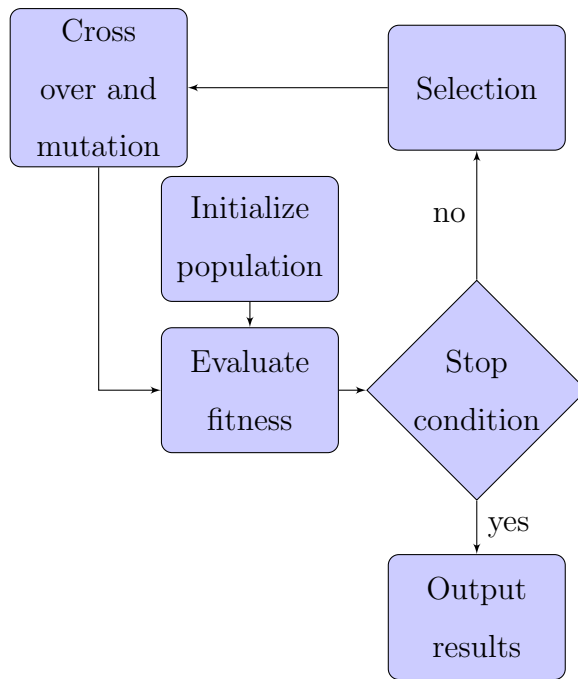 Cross
over and
mutation
Selection
Initialize
population
no
Evaluate
fitness
Stop
condition
yes
Output
results